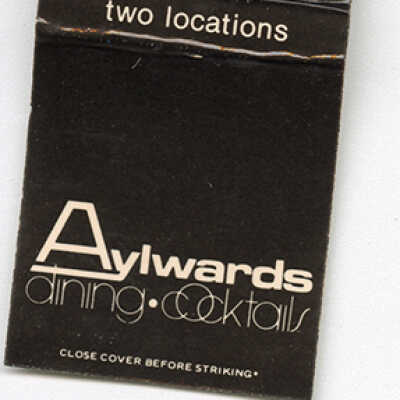 two locations
Aylwards
dining • cocktails
CLOSE COVER BEFORE STRIKING •